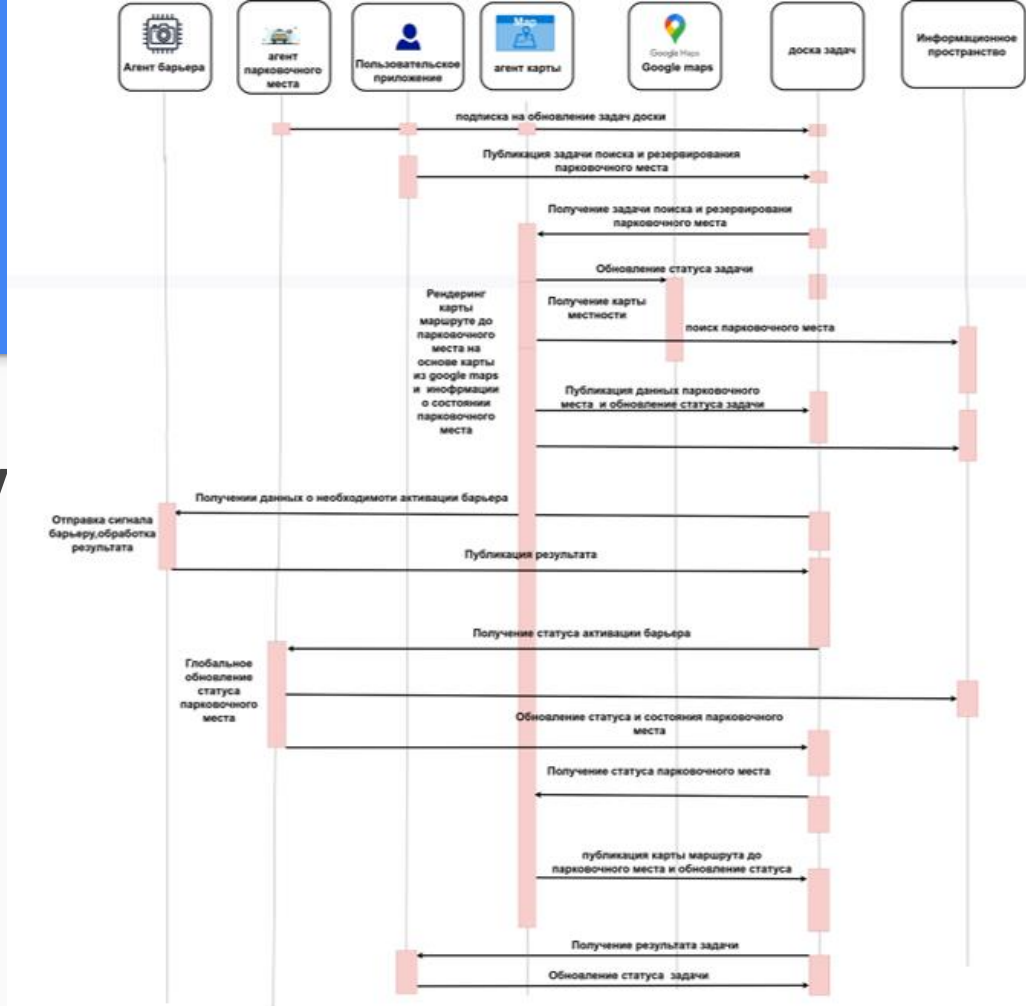 Агент барьера
агент
парковочного
места
Пользовательское
приложение
Map
агент карты
Google Maps
Google maps
доска задач
Информационное
пространство
подписка на обновление задач доски
Публикация задачи поиска и резервирования
парковочного места
Получение задачи поиска и резервировани
парковочного места
Обновление статуса задачи
Рендеринг
карты
маршруте до
парковочного
места на
основе карты
из google maps
и инофрмации
о состоянии
парковочного
места
Получение карты
местности
поиск парковочного места
Публикация данных парковочного
места и обновление статуса задачи
Получении данных о необходимоти активации барьера
Отправка сигнала
барьеру,обработка
результата
Публикация результата
Получение статуса активации барьера
Глобальное
обновление
статуса
парковочного
места
Обновление статуса и состояния парковочного
места
Получение статуса парковочного места
публикация карты маршрута до
парковочного места и обновление статуса
Получение результата задачи
Обновление статуса задачи